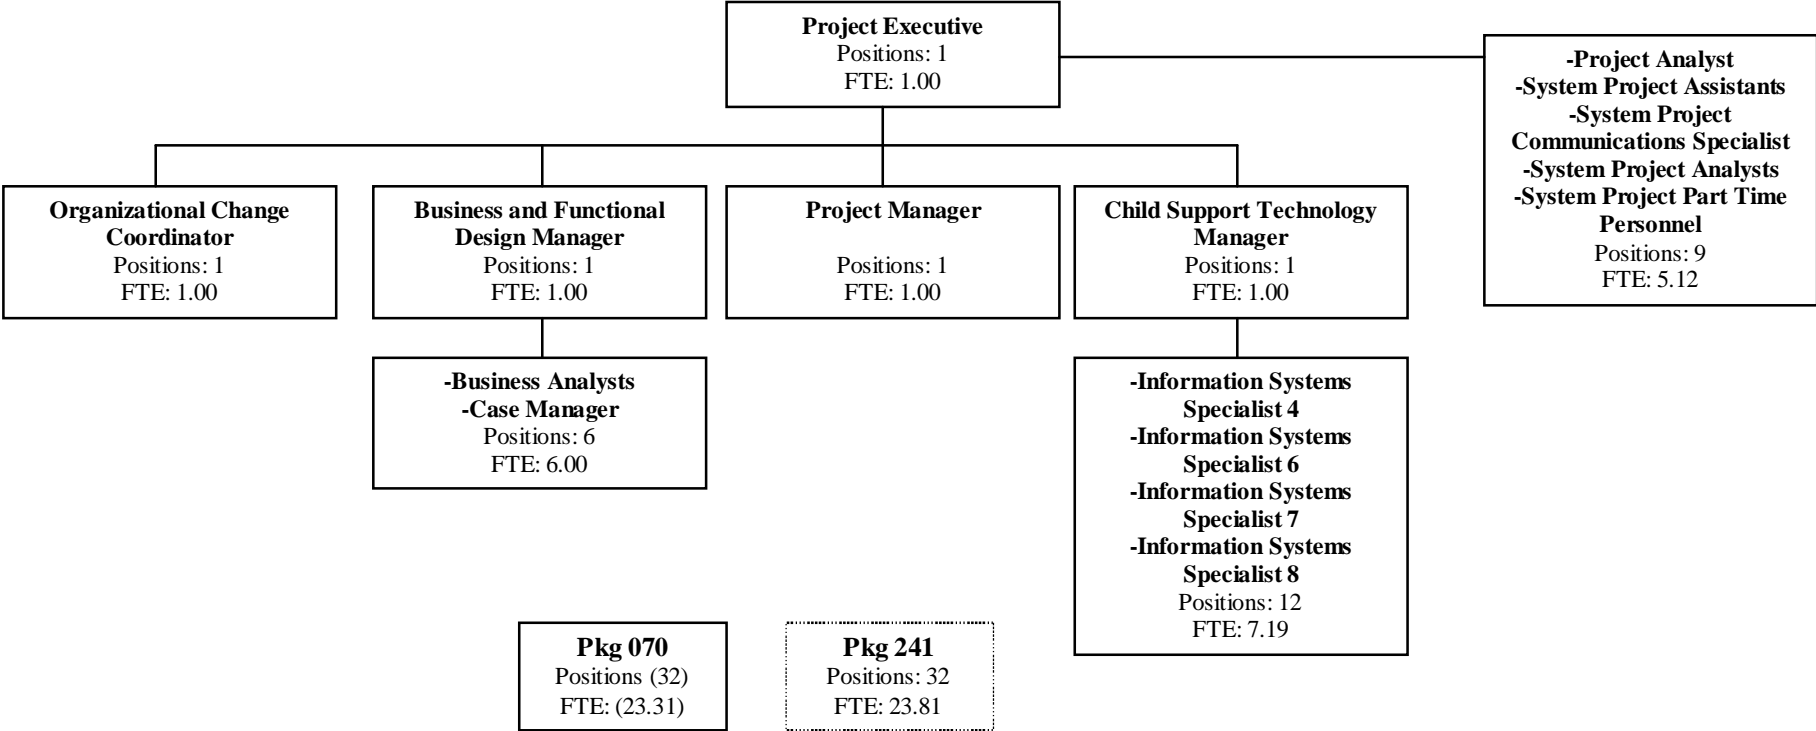 Project Executive
Positions: 1
FTE: 1.00
-Project Analyst
-System Project Assistants
-System Project
Communications Specialist
-System Project Analysts
-System Project Part Time
Personnel
Positions: 9
FTE: 5.12
Organizational Change
Coordinator
Positions: 1
FTE: 1.00
Business and Functional
Design Manager
Positions: 1
FTE: 1.00
Project Manager
Positions: 1
FTE: 1.00
Child Support Technology
Manager
Positions: 1
FTE: 1.00
-Business Analysts
-Case Manager
Positions: 6
FTE: 6.00
-Information Systems
Specialist 4
-Information Systems
Specialist 6
-Information Systems
Specialist 7
-Information Systems
Specialist 8
Positions: 12
FTE: 7.19
Pkg 070
Positions (32)
FTE: (23.31)
Pkg 241
Positions: 32
FTE: 23.81